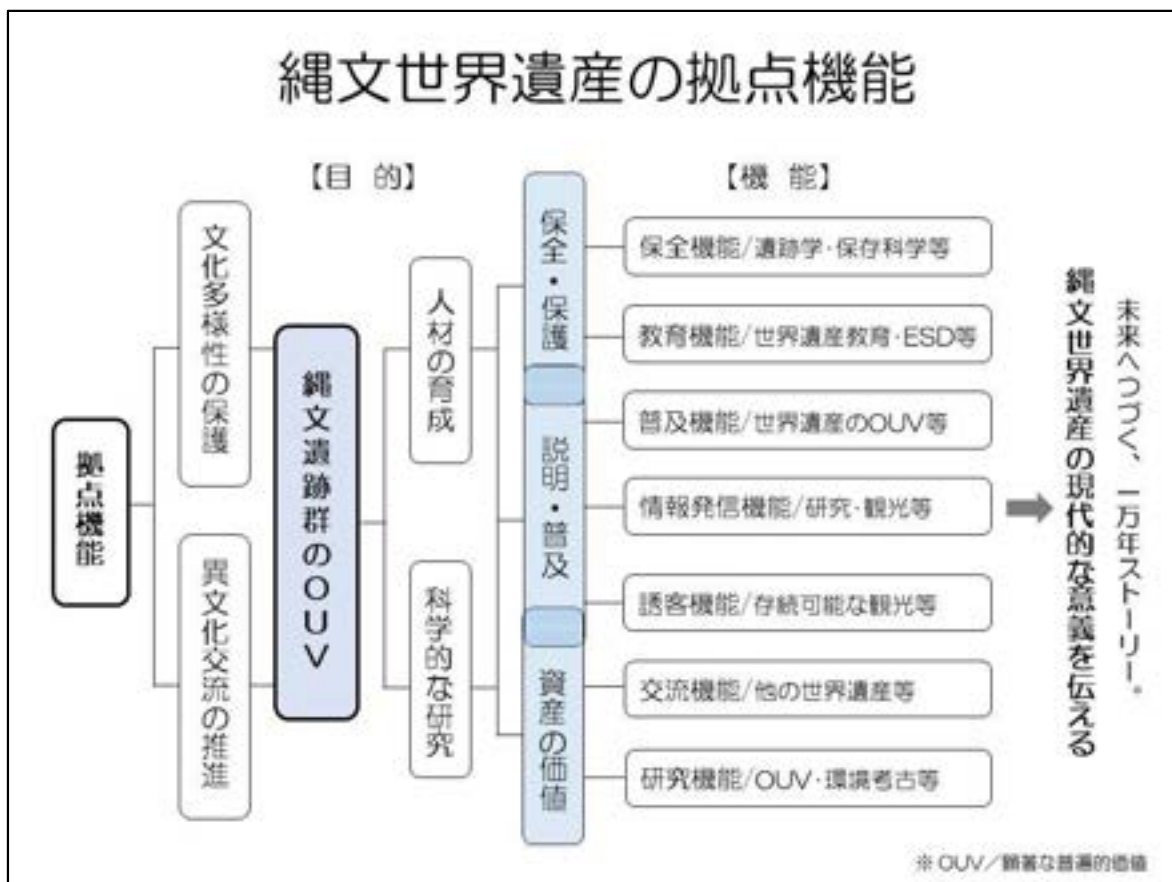 縄文世界遺産の拠点機能
【目 的】
【機 能】
拠点機能
文化多様性の保護
異文化交流の推進
縄文遺跡群のOUV
人材の育成
科学的な研究
保全・保護
説明・普及
資産の価値
保全機能/遺跡学・保存科学等
教育機能/世界遺産教育・ESD等
普及機能/世界遺産のOUV等
情報発信機能/研究・観光等
誘客機能/存続可能な観光等
交流機能/他の世界遺産等
研究機能/OUV・環境考古等
未来へつづく、一万年ストーリー。
縄文世界遺産の現代的な意義を伝える
※OUV/顕著な普遍的価値